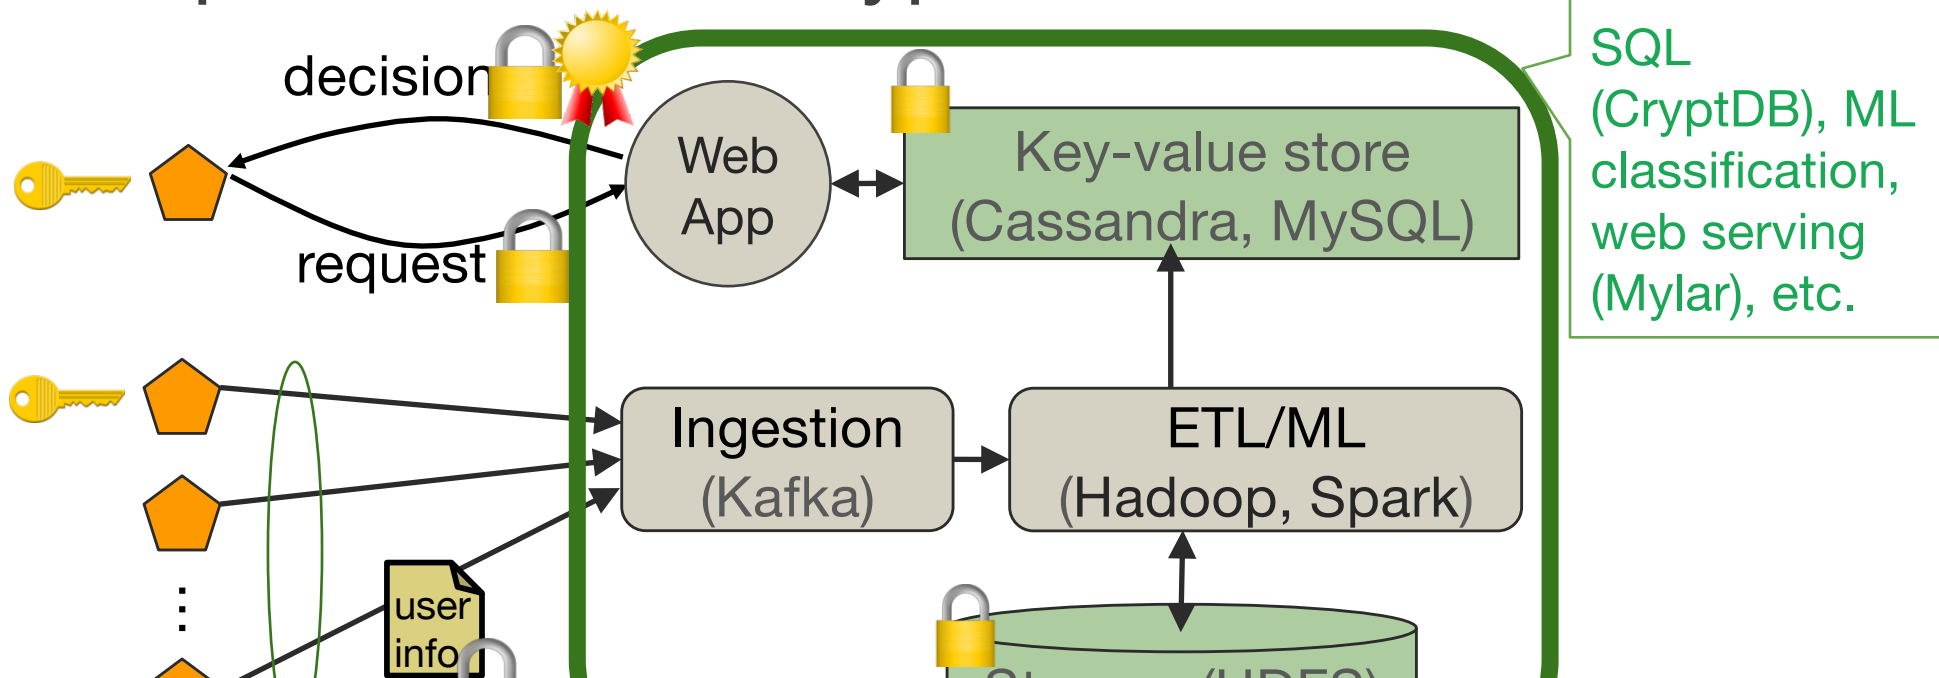 decision
request
Web
App
Key-value store
(Cassandra, MySQL)
SQL
(CryptDB), ML
classification,
web serving
(Mylar), etc.
Ingestion
(Kafka)
ETL/ML
(Hadoop, Spark)
user
info
(HDFS)